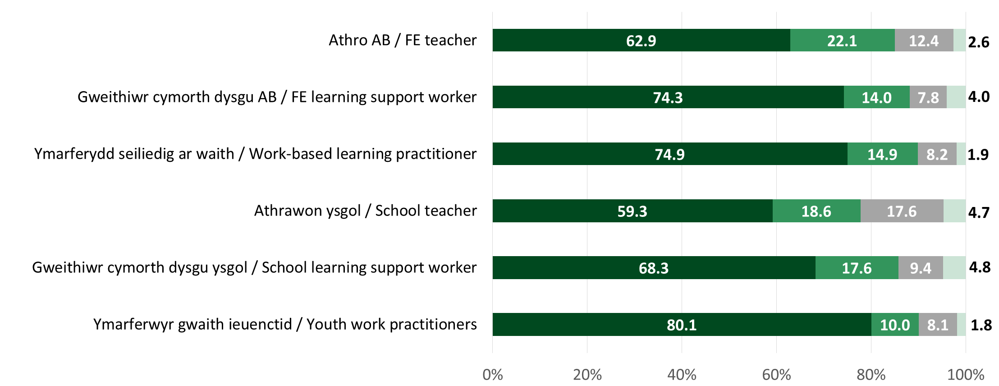 Athro AB / FE teacher 62.9 22.1 12.4 2.6
Gweithiwr cymorth dysgu AB / FE learning support worker 74.3 14.0 7.8 4.0
Ymarferydd seiliedig ar waith / Work-based learning practitioner 74.9 14.9 8.2 1.9
Athrawon ysgol / School teacher 59.3 18.6 17.6 4.7
Gweithiwr cymorth dysgu ysgol / School learning support worker 68.3 17.6 9.4 4.8
Ymarferwyr gwaith ieuenctid / Youth work practitioners 80.1 10.0 8.1 1.8
0% 20% 40% 60% 80% 100%